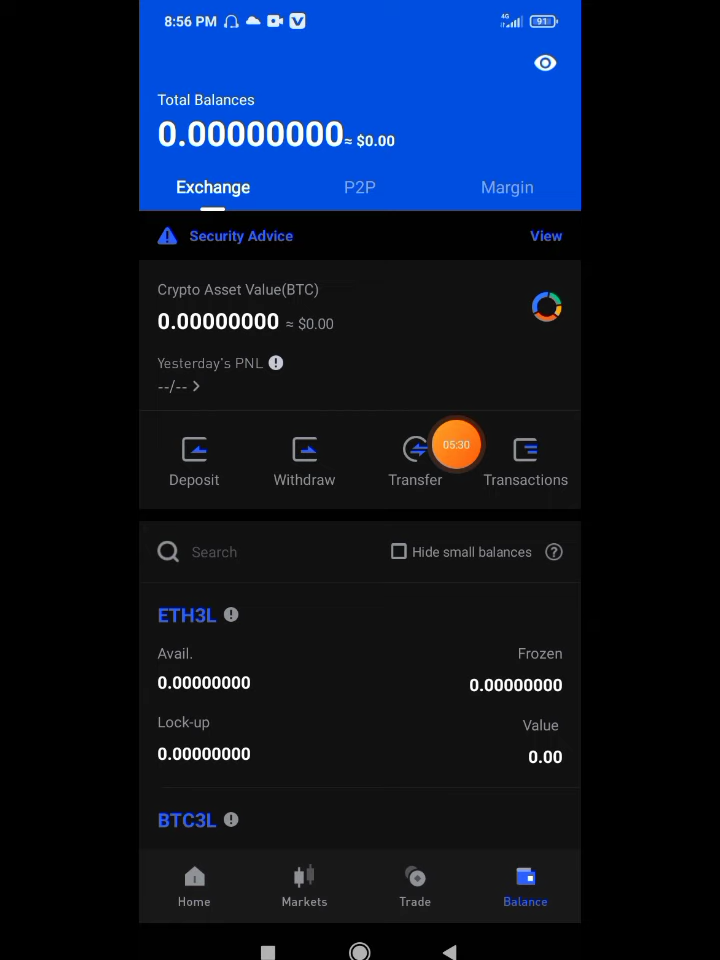 8:56 PM 4G 91
Total Balances
0.00000000≈ $0.00
Exchange P2P Margin
Security Advice View
Crypto Asset Value(BTC)
0.00000000 ≈ $0.00
Yesterday's PNL
--/--
05:30
Deposit Withdraw Transfer Transactions
Search Hide small balances
ETH3L
Avail. Frozen
0.00000000 0.00000000
Lock-up Value
0.00000000 0.00
BTC3L
Home Markets Trade Balance